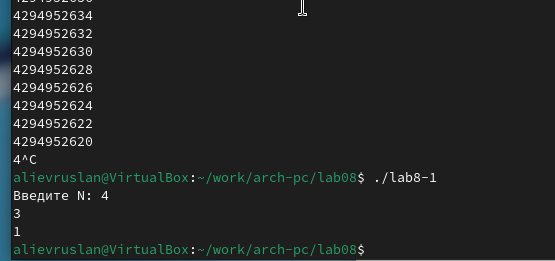 4294952634
4294952632
4294952630
4294952628
4294952626
4294952624
4294952622
4294952620
4^C
alievruslan@VirtualBox:~/work/arch-pc/lab08$ ./lab8-1
Введите N: 4
3
1
alievruslan@VirtualBox:~/work/arch-pc/lab08$